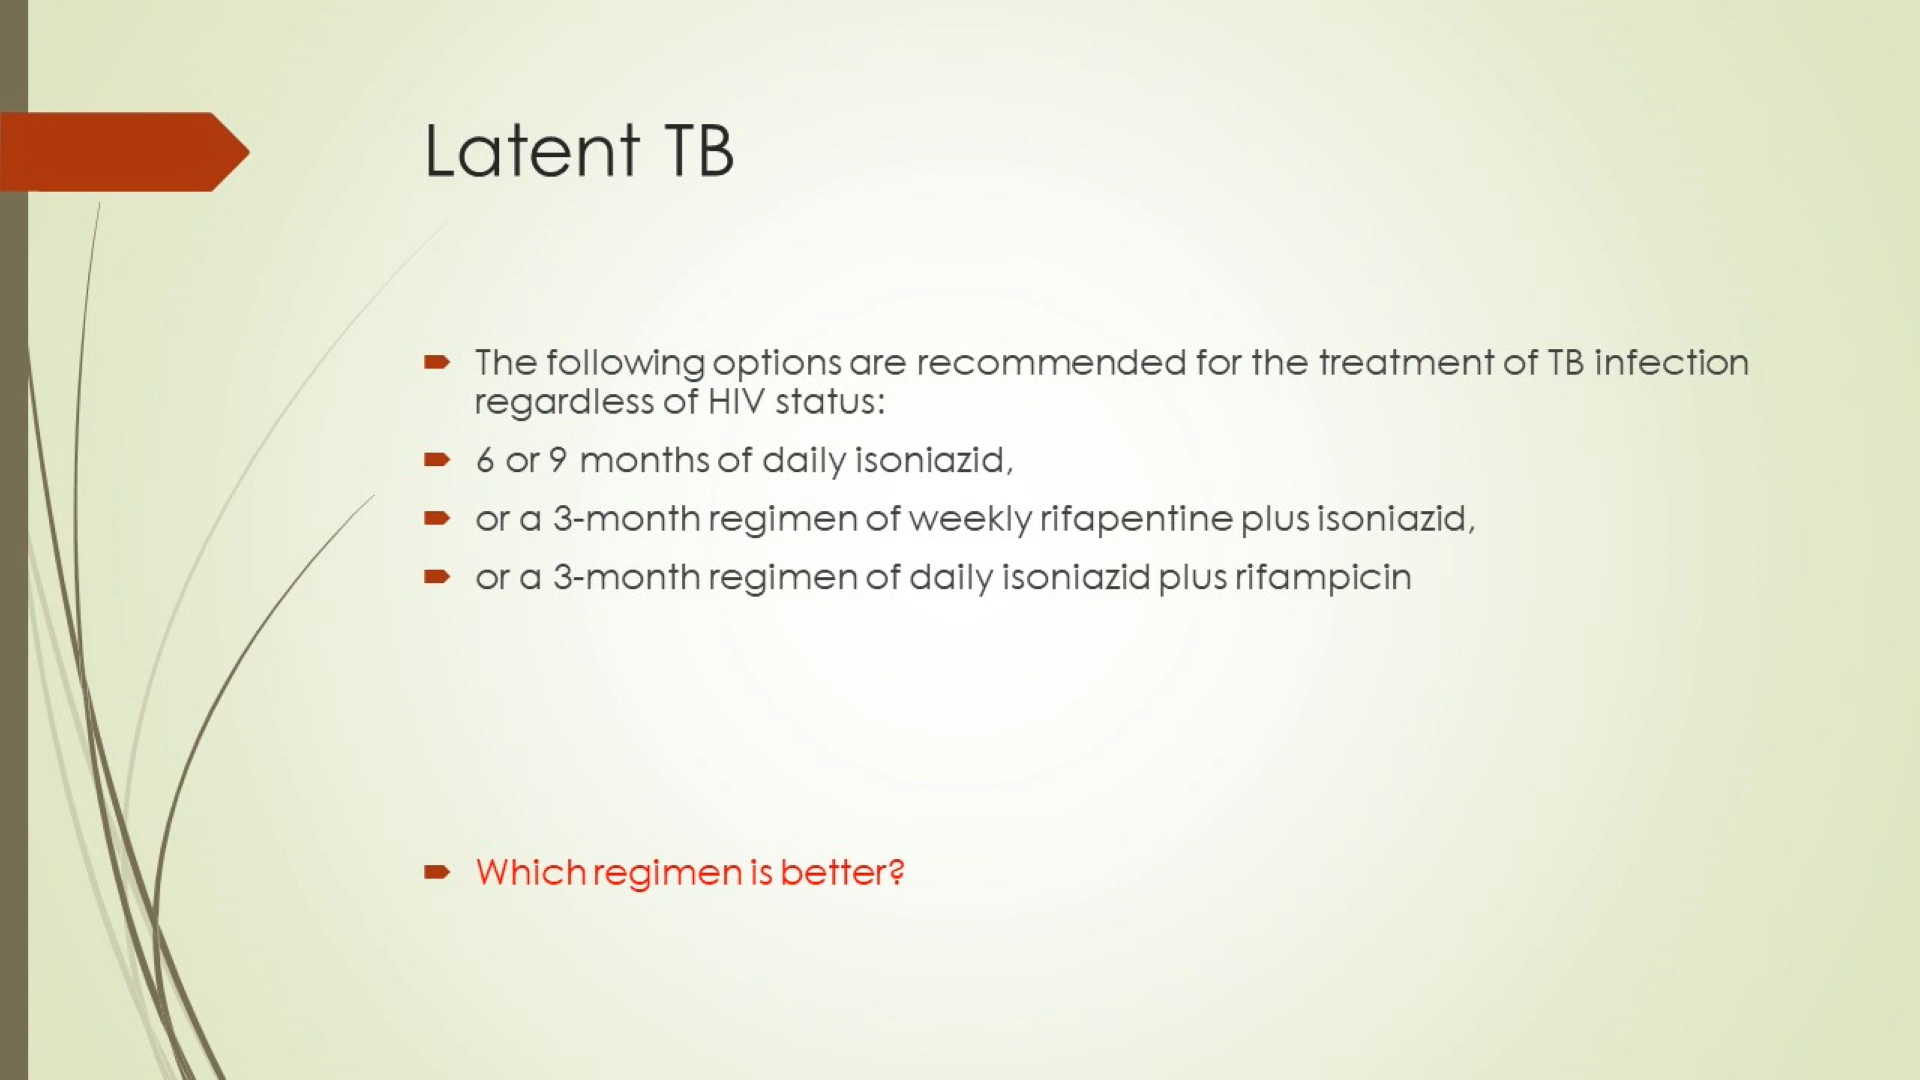 Latent TB
The following options are recommended for the treatment of TB infection
regardless of HIV status:
6 or 9 months of daily isoniazid,
or a 3-month regimen of weekly rifapentine plus isoniazid,
or a 3-month regimen of daily isoniazid plus rifampicin
Which regimen is better?